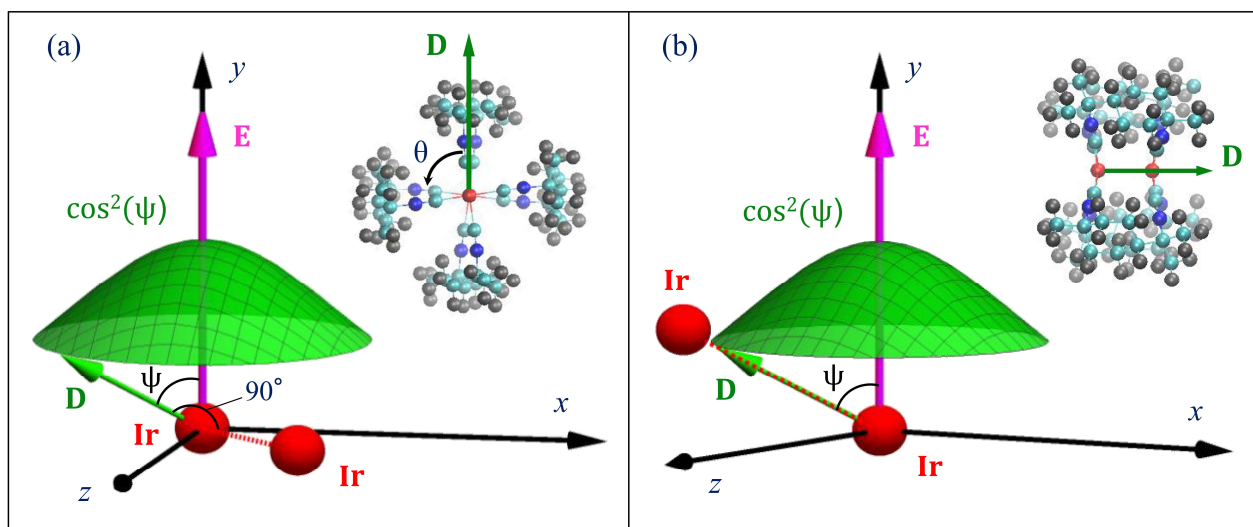 (a)
y
E
D
θ
cos²(ψ)
ψ
90°
D
Ir
Ir
x
z
(b)
y
E
D
cos²(ψ)
Ir
ψ
D
Ir
x
z